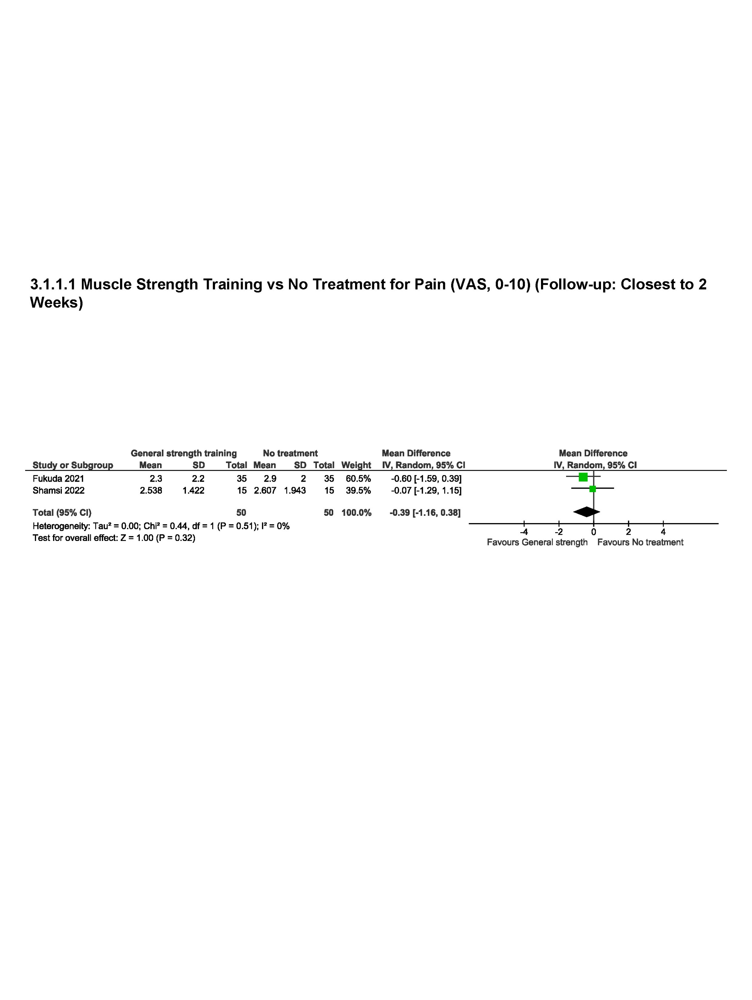 3.1.1.1 Muscle Strength Training vs No Treatment for Pain (VAS, 0-10) (Follow-up: Closest to 2
Weeks)
General strength training No treatment Mean Difference Mean Difference
Study or Subgroup Mean SD Total Mean SD Total Weight IV, Random, 95% CI IV, Random, 95% CI
Fukuda 2021 2.3 2.2 35 2.9 2 35 60.5% -0.60 [-1.59, 0.39]
Shamsi 2022 2.538 1.422 15 2.607 1.943 15 39.5% -0.07 [-1.29, 1.15]
Total (95% CI) 50 50 100.0% -0.39 [-1.16, 0.38]
Heterogeneity: Tau² = 0.00; Chi² = 0.44, df = 1 (P = 0.51); I² = 0%
Test for overall effect: Z = 1.00 (P = 0.32)
-4 -2 0 2 4
Favours General strength Favours No treatment